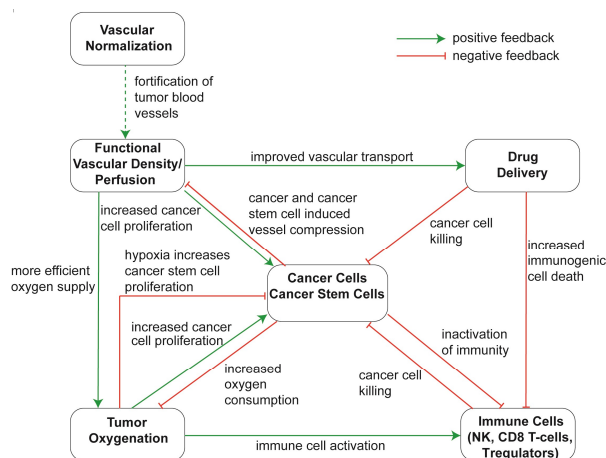 Vascular
Normalization
positive feedback
negative feedback
fortification of
tumor blood
vessels
Functional
Vascular Density/
Perfusion
improved vascular transport
Drug
Delivery
increased cancer
cell proliferation
cancer and cancer
stem cell induced
vessel compression
cancer cell
killing
increased
immunogenic
cell death
more efficient
oxygen supply
hypoxia increases
cancer stem cell
proliferation
Cancer Cells
Cancer Stem Cells
increased cancer
cell proliferation
increased
oxygen
consumption
inactivation
of immunity
cancer cell
killing
Tumor
Oxygenation
immune cell activation
Immune Cells
(NK, CD8 T-cells,
Tregulators)